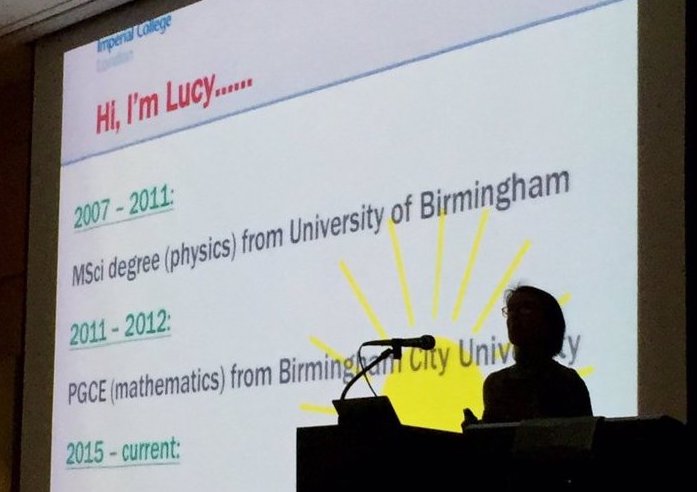 Imperial College
London
Hi, I'm Lucy......
2007 – 2011:
MSci degree (physics) from University of Birmingham
2011 – 2012:
PGCE (mathematics) from Birmingham City University
2015 – current: